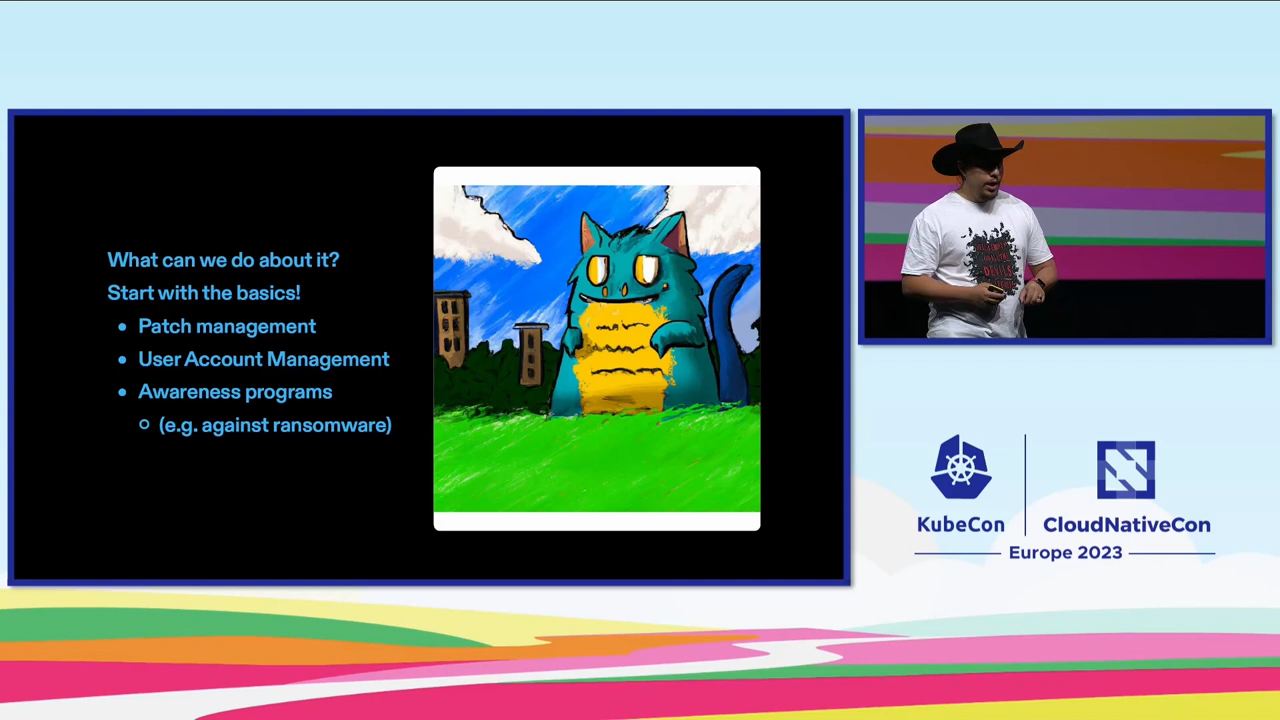 What can we do about it?
Start with the basics!
Patch management
User Account Management
Awareness programs
(e.g. against ransomware)
DEVILS
KubeCon
CloudNativeCon
Europe 2023